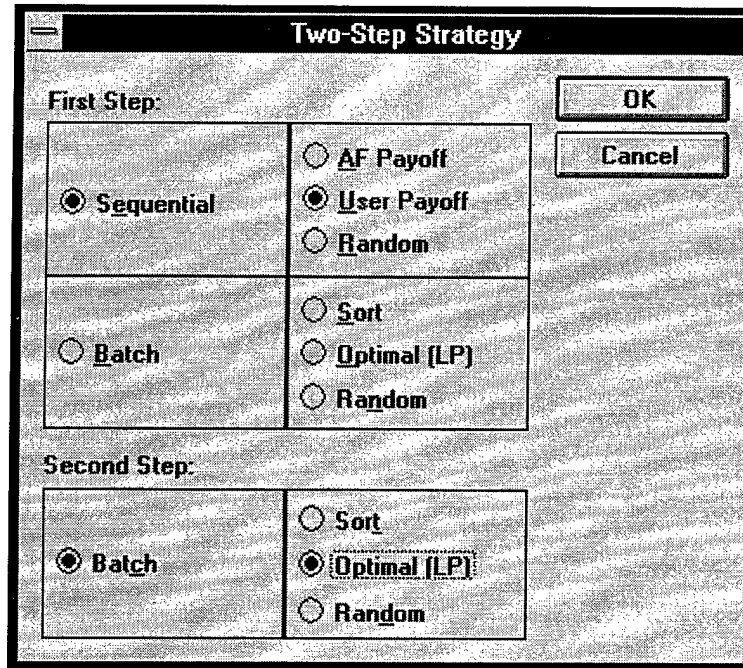 Two-Step Strategy
First Step:
OK
Cancel
Sequential
AF Payoff
User Payoff
Random
Batch
Sort
Optimal (LP)
Random
Second Step:
Batch
Sort
Optimal (LP)
Random